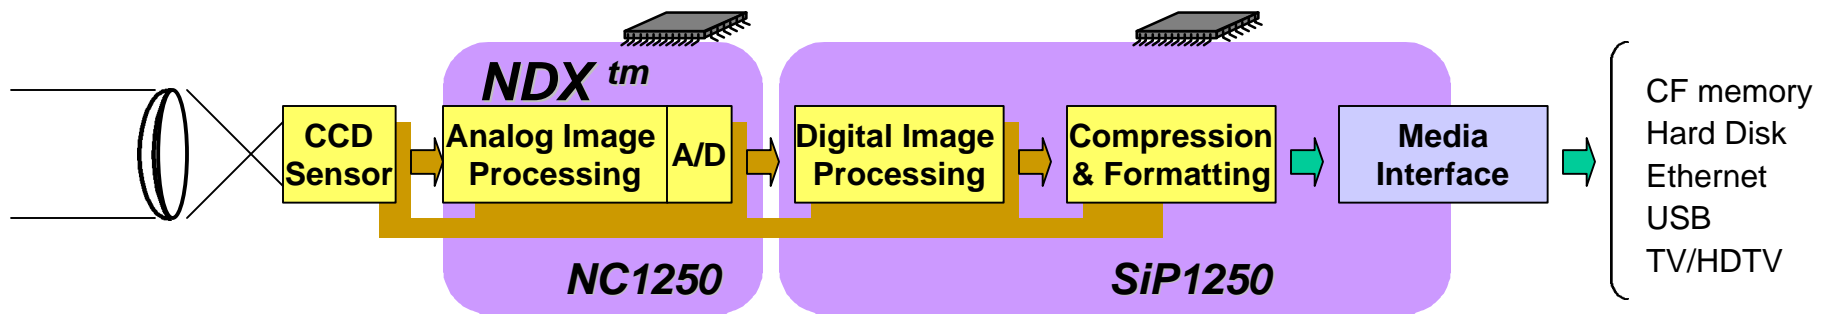 NDX tm
CCD
Sensor
Analog Image
Processing
A/D
NC1250
Digital Image
Processing
Compression
& Formatting
SiP1250
Media
Interface
CF memory
Hard Disk
Ethernet
USB
TV/HDTV